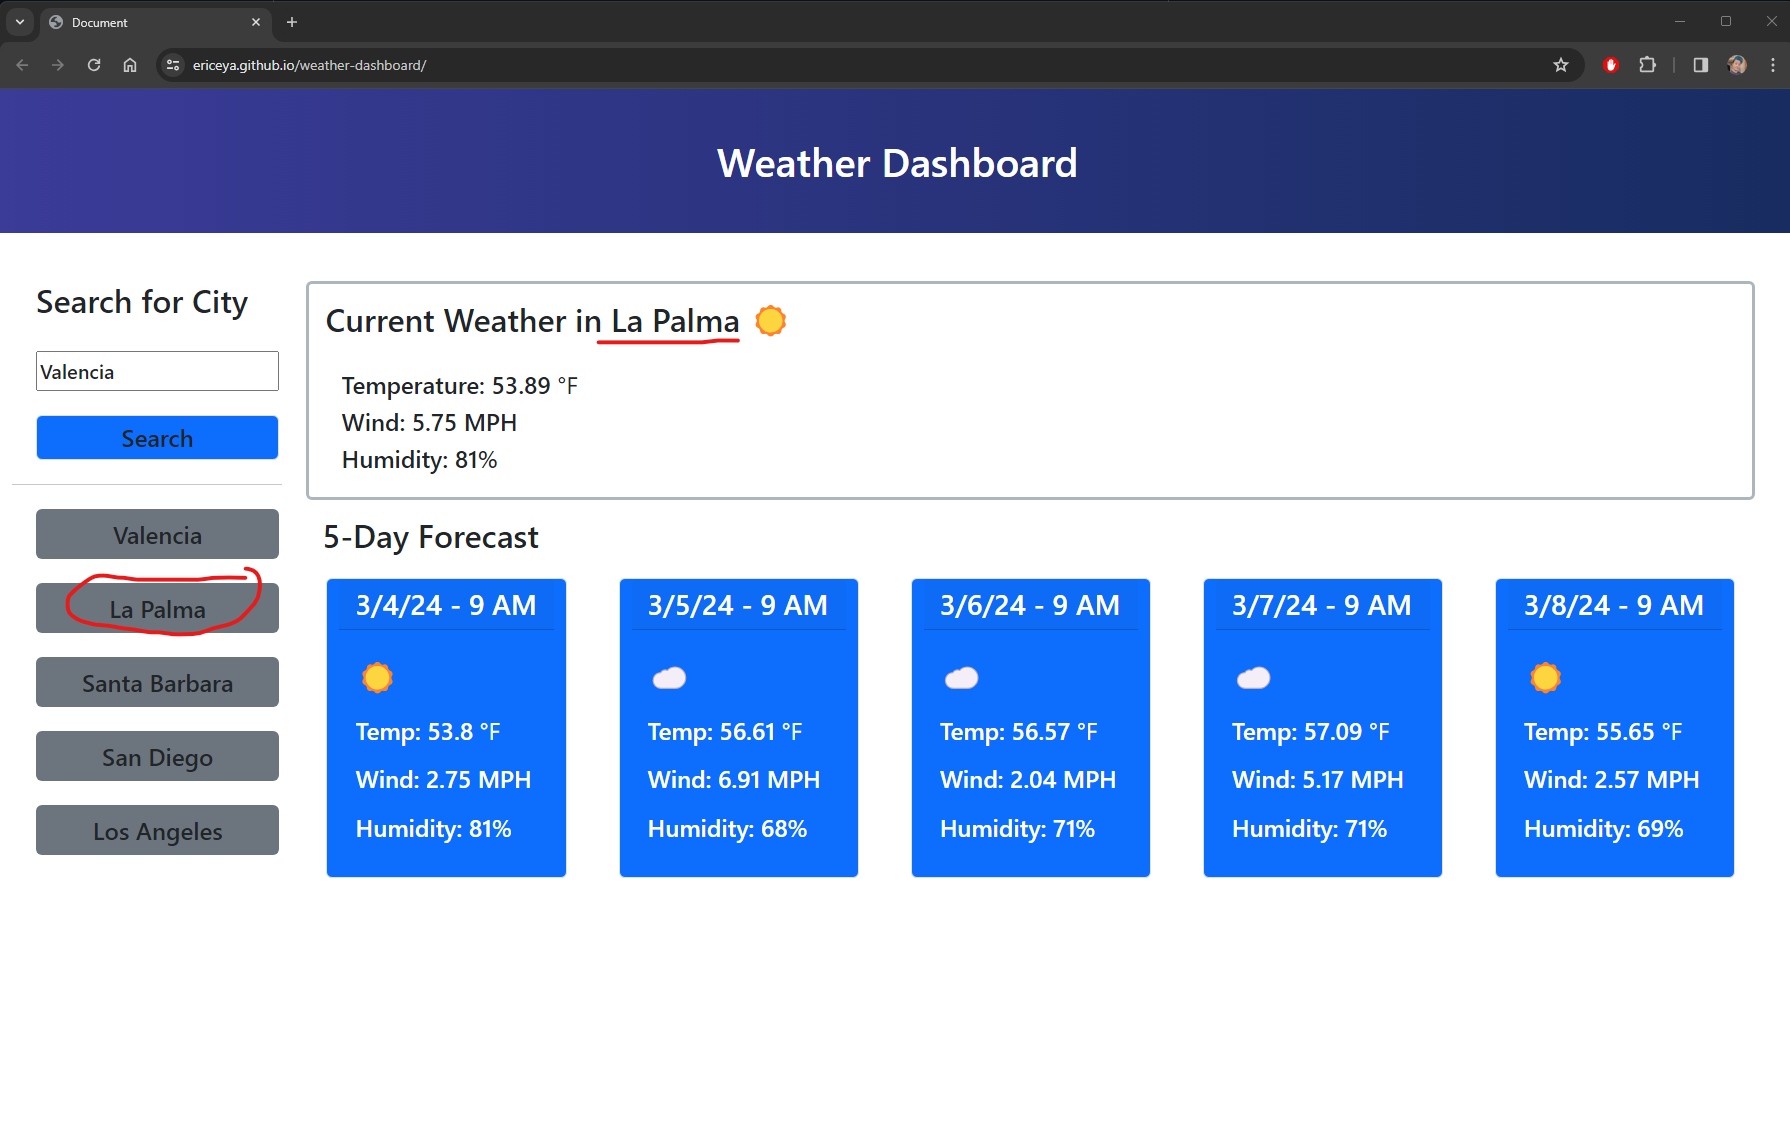 Document
ericeya.github.io/weather-dashboard/
Weather Dashboard
Search for City
Valencia
Search
Valencia
La Palma
Santa Barbara
San Diego
Los Angeles
Current Weather in La Palma
Temperature: 53.89 °F
Wind: 5.75 MPH
Humidity: 81%
5-Day Forecast
3/4/24 - 9 AM
Temp: 53.8 °F
Wind: 2.75 MPH
Humidity: 81%
3/5/24 - 9 AM
Temp: 56.61 °F
Wind: 6.91 MPH
Humidity: 68%
3/6/24 - 9 AM
Temp: 56.57 °F
Wind: 2.04 MPH
Humidity: 71%
3/7/24 - 9 AM
Temp: 57.09 °F
Wind: 5.17 MPH
Humidity: 71%
3/8/24 - 9 AM
Temp: 55.65 °F
Wind: 2.57 MPH
Humidity: 69%